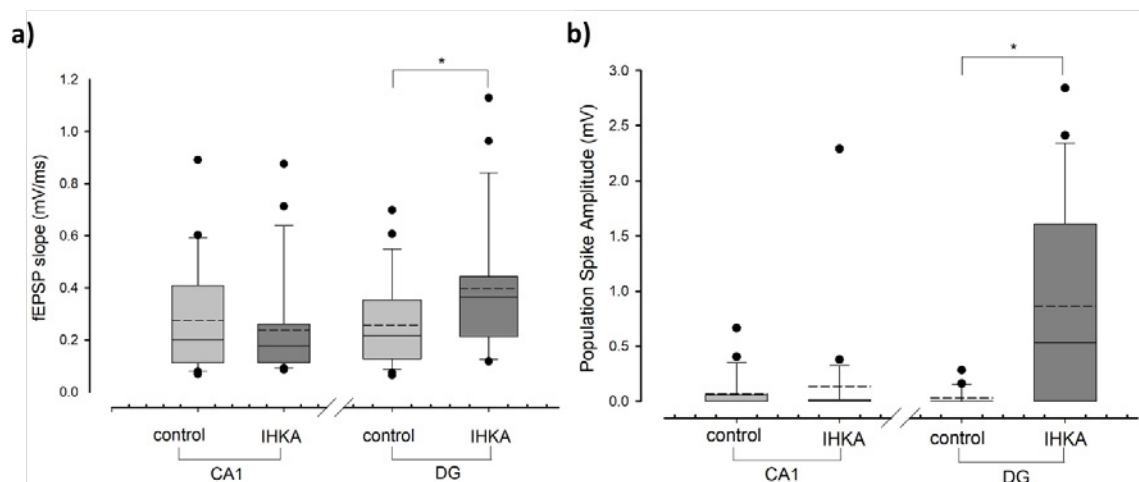 a)
*
fEPSP slope (mV/ms)
1.2
1.0
0.8
0.6
0.4
0.2
0.0
control IHKA control IHKA
CA1 DG
b)
*
Population Spike Amplitude (mV)
3.0
2.5
2.0
1.5
1.0
0.5
0.0
control IHKA control IHKA
CA1 DG